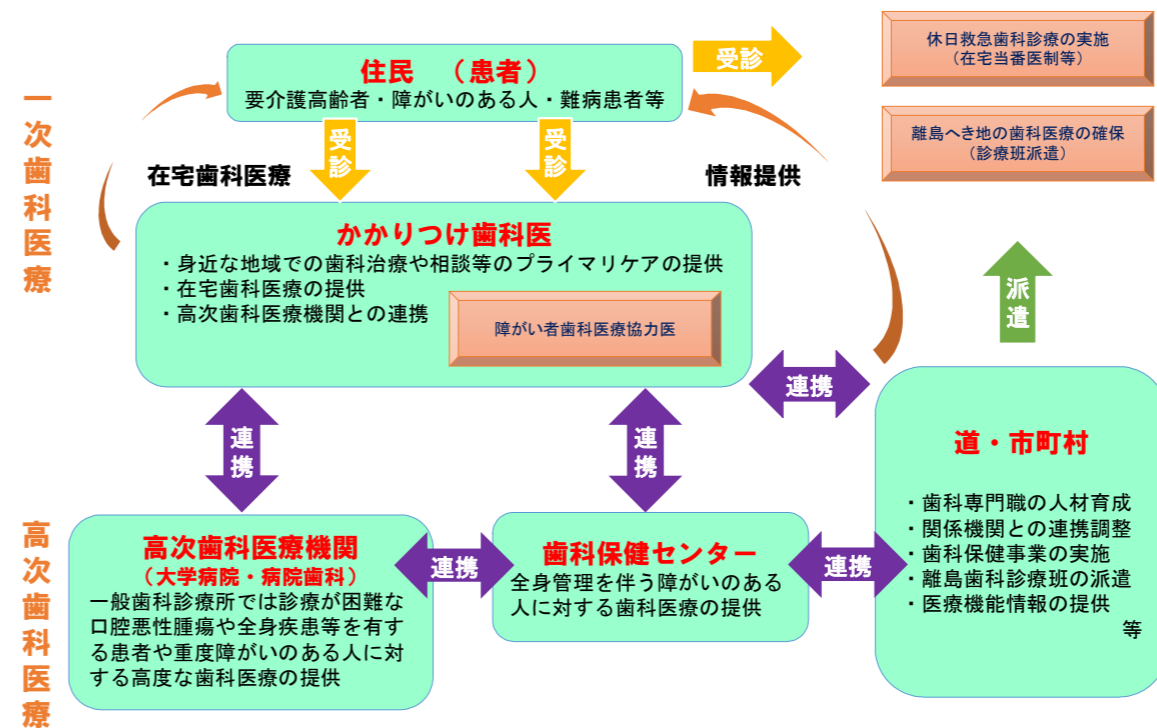 一次歯科医療
住民　（患者）
要介護高齢者・障がいのある人・難病患者等
受診
休日救急歯科診療の実施
（在宅当番医制等）
離島へき地の歯科医療の確保
（診療班派遣）
受診
受診
在宅歯科医療
情報提供
かかりつけ歯科医
・身近な地域での歯科治療や相談等のプライマリケアの提供
・在宅歯科医療の提供
・高次歯科医療機関との連携
障がい者歯科医療協力医
派遣
連携
連携
連携
道・市町村
・歯科専門職の人材育成
・関係機関との連携調整
・歯科保健事業の実施
・離島歯科診療班の派遣
・医療機能情報の提供
等
高次歯科医療
高次歯科医療機関
（大学病院・病院歯科）
一般歯科診療所では診療が困難な
口腔悪性腫瘍や全身疾患等を有す
る患者や重度障がいのある人に対
する高度な歯科医療の提供
連携
歯科保健センター
全身管理を伴う障がいのある
人に対する歯科医療の提供
連携